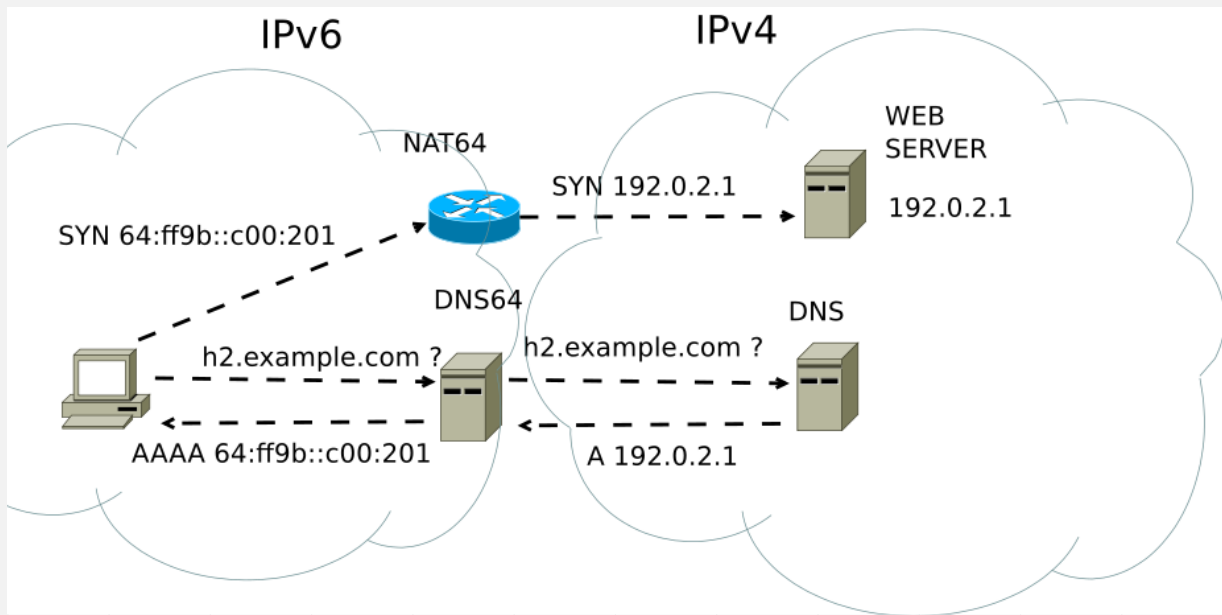 IPv6
IPv4
NAT64
WEB
SERVER
SYN 192.0.2.1
192.0.2.1
SYN 64:ff9b::c00:201
DNS64
DNS
h2.example.com ?
h2.example.com ?
AAAA 64:ff9b::c00:201
A 192.0.2.1